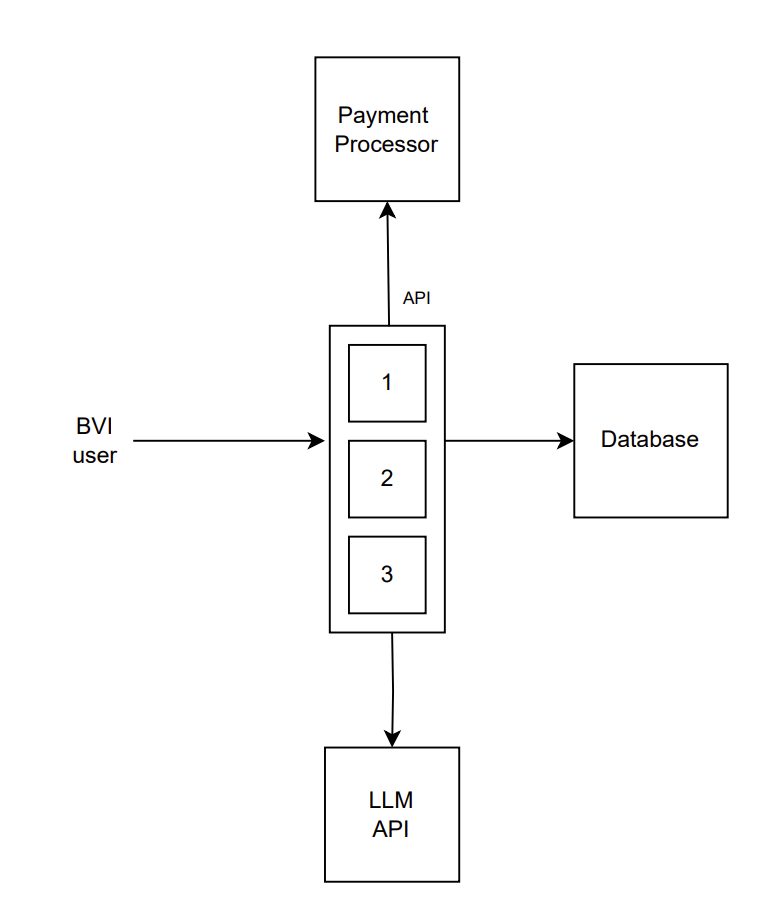 Payment
Processor
API
1
BVI
user
2
Database
3
LLM
API